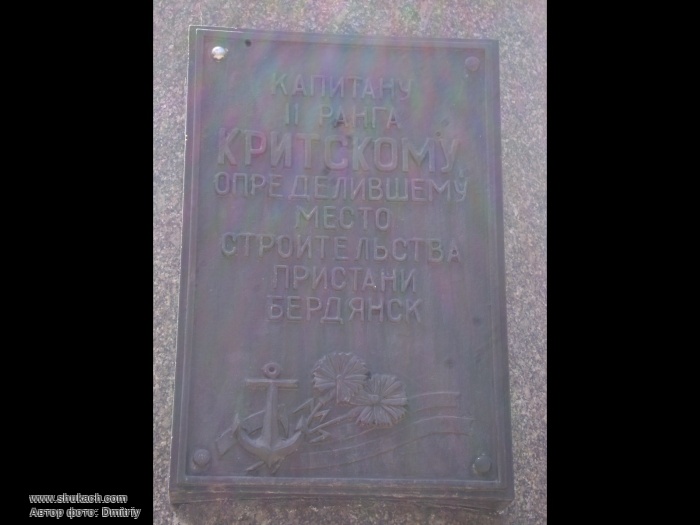 КАПИТАНУ
II РАНГА
КРИТСКОМУ,
ОПРЕДЕЛИВШЕМУ
МЕСТО
СТРОИТЕЛЬСТВА
ПРИСТАНИ
БЕРДЯНСК
www.shukach.com
Автор фото: Dmitriy